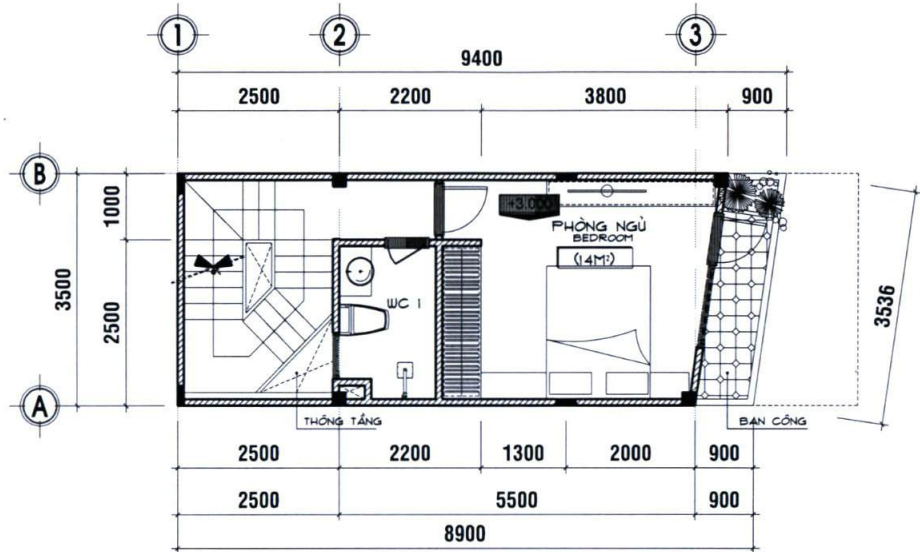 1
2
3
9400
2500
2200
3800
900
B
1000
3500
2500
A
+3.000
PHÒNG NGỦ
BEDROOM
(14M²)
WC 1
3536
THÔNG TẦNG
BAN CÔNG
2500
2200
1300
2000
900
2500
5500
900
8900